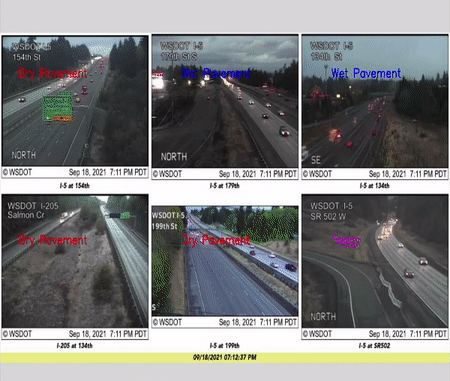 WSDOT I-5
154th St
Dry Pavement
NORTH
© WSDOT Sep 18, 2021 7:11 PM PDT
I-5 at 154th
WSDOT I-5
179th St S
Wet Pavement
NORTH
© WSDOT Sep 18, 2021 7:11 PM PDT
I-5 at 179th
WSDOT I-5
134th St
Wet Pavement
SE
© WSDOT Sep 18, 2021 7:11 PM PDT
I-5 at 134th
WSDOT I-205
Salmon Cr
Dry Pavement
© WSDOT Sep 18, 2021 7:11 PM PDT
I-205 at 134th
WSDOT I-5
199th St
Dry Pavement
S
© WSDOT Sep 18, 2021 7:11 PM PDT
I-5 at 199th
WSDOT I-5
SR 502 W
Foggy
NORTH
© WSDOT Sep 18, 2021 7:11 PM PDT
I-5 at SR502
09/18/2021 07:12:37 PM